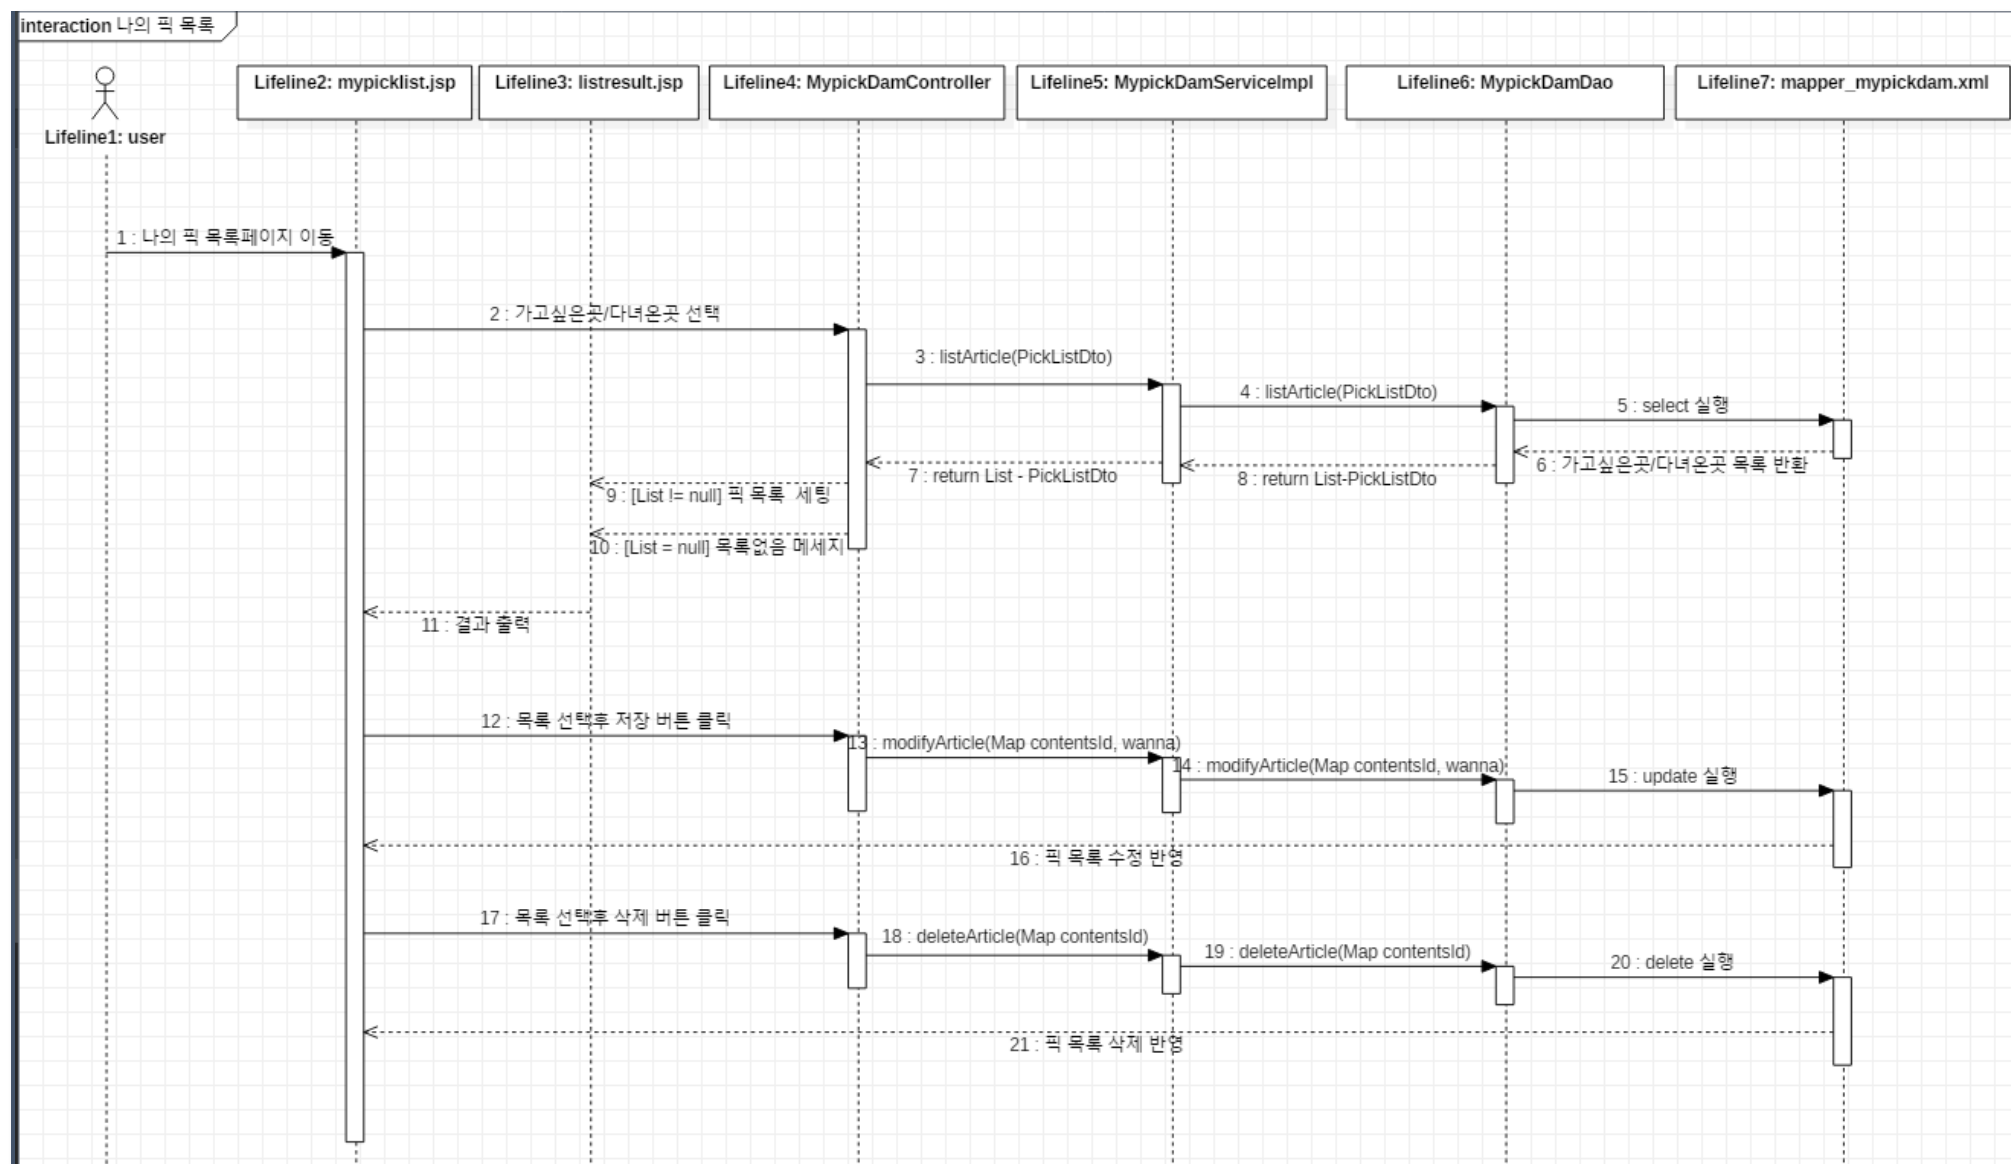 interaction 나의 픽 목록
Lifeline1: user
Lifeline2: mypicklist.jsp
Lifeline3: listresult.jsp
Lifeline4: MypickDamController
Lifeline5: MypickDamServiceImpl
Lifeline6: MypickDamDao
Lifeline7: mapper_mypickdam.xml
1 : 나의 픽 목록페이지 이동
2 : 가고싶은곳/다녀온곳 선택
3 : listArticle(PickListDto)
4 : listArticle(PickListDto)
5 : select 실행
6 : 가고싶은곳/다녀온곳 목록 반환
7 : return List - PickListDto
8 : return List-PickListDto
9 : [List != null] 픽 목록 세팅
10 : [List = null] 목록없음 메세지
11 : 결과 출력
12 : 목록 선택후 저장 버튼 클릭
13 : modifyArticle(Map contentsId, wanna)
14 : modifyArticle(Map contentsId, wanna)
15 : update 실행
16 : 픽 목록 수정 반영
17 : 목록 선택후 삭제 버튼 클릭
18 : deleteArticle(Map contentsId)
19 : deleteArticle(Map contentsId)
20 : delete 실행
21 : 픽 목록 삭제 반영